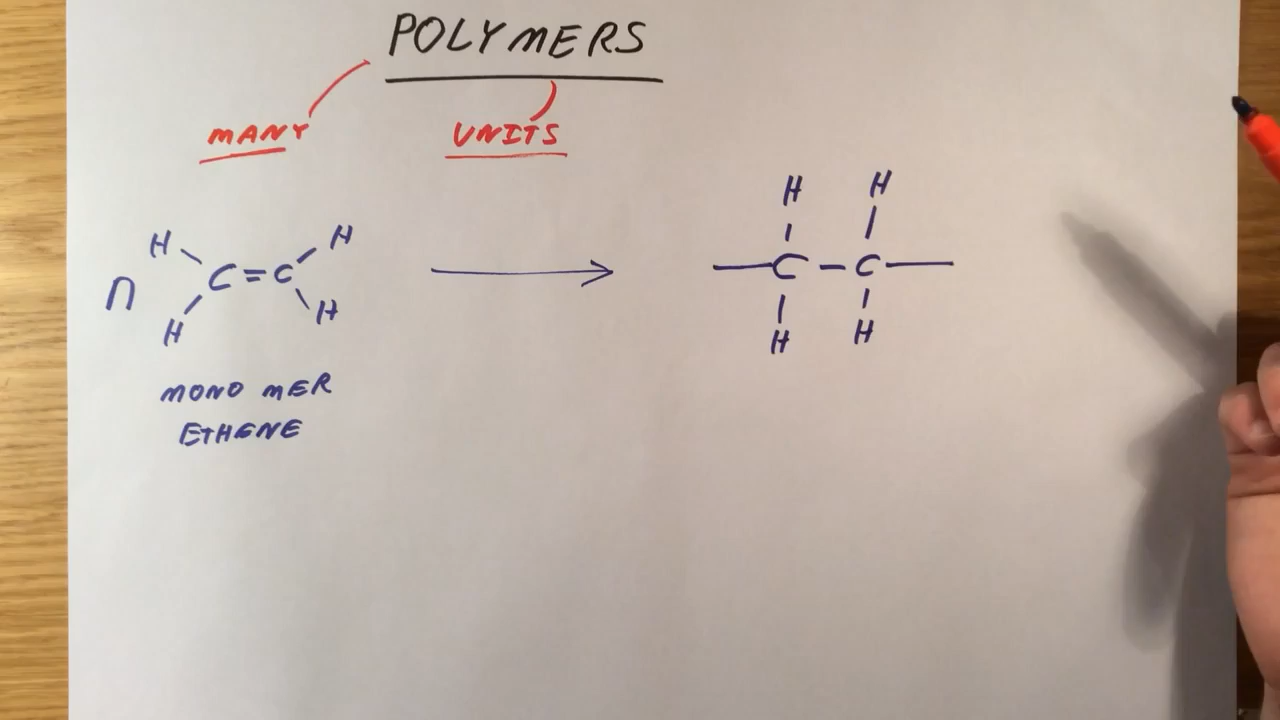 POLYMERS
MANY UNITS
H H
H H
n C=C
H H
C-C
H H
MONO MER
ETHENE